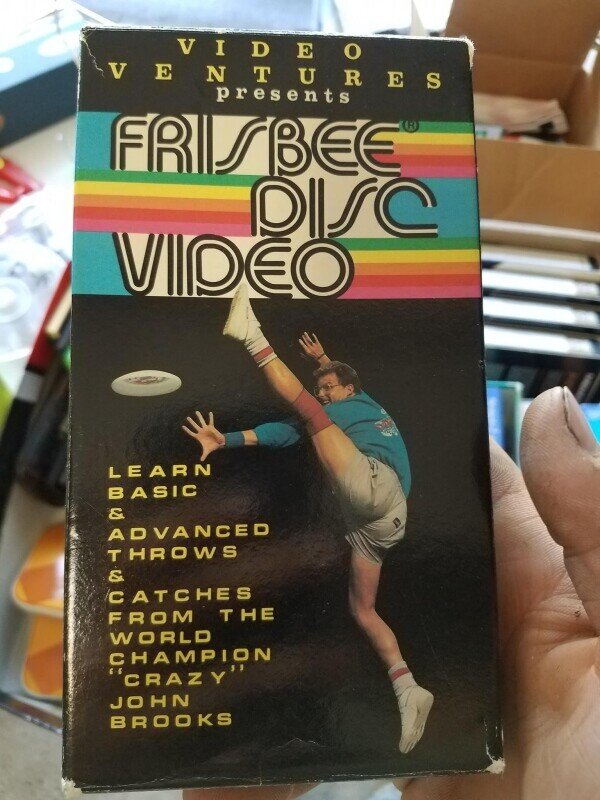 VIDEO
VENTURES
presents
FRISBEE®
DISC
VIDEO
LEARN
BASIC
&
ADVANCED
THROWS
&
CATCHES
FROM THE
WORLD
CHAMPION
"CRAZY"
JOHN
BROOKS